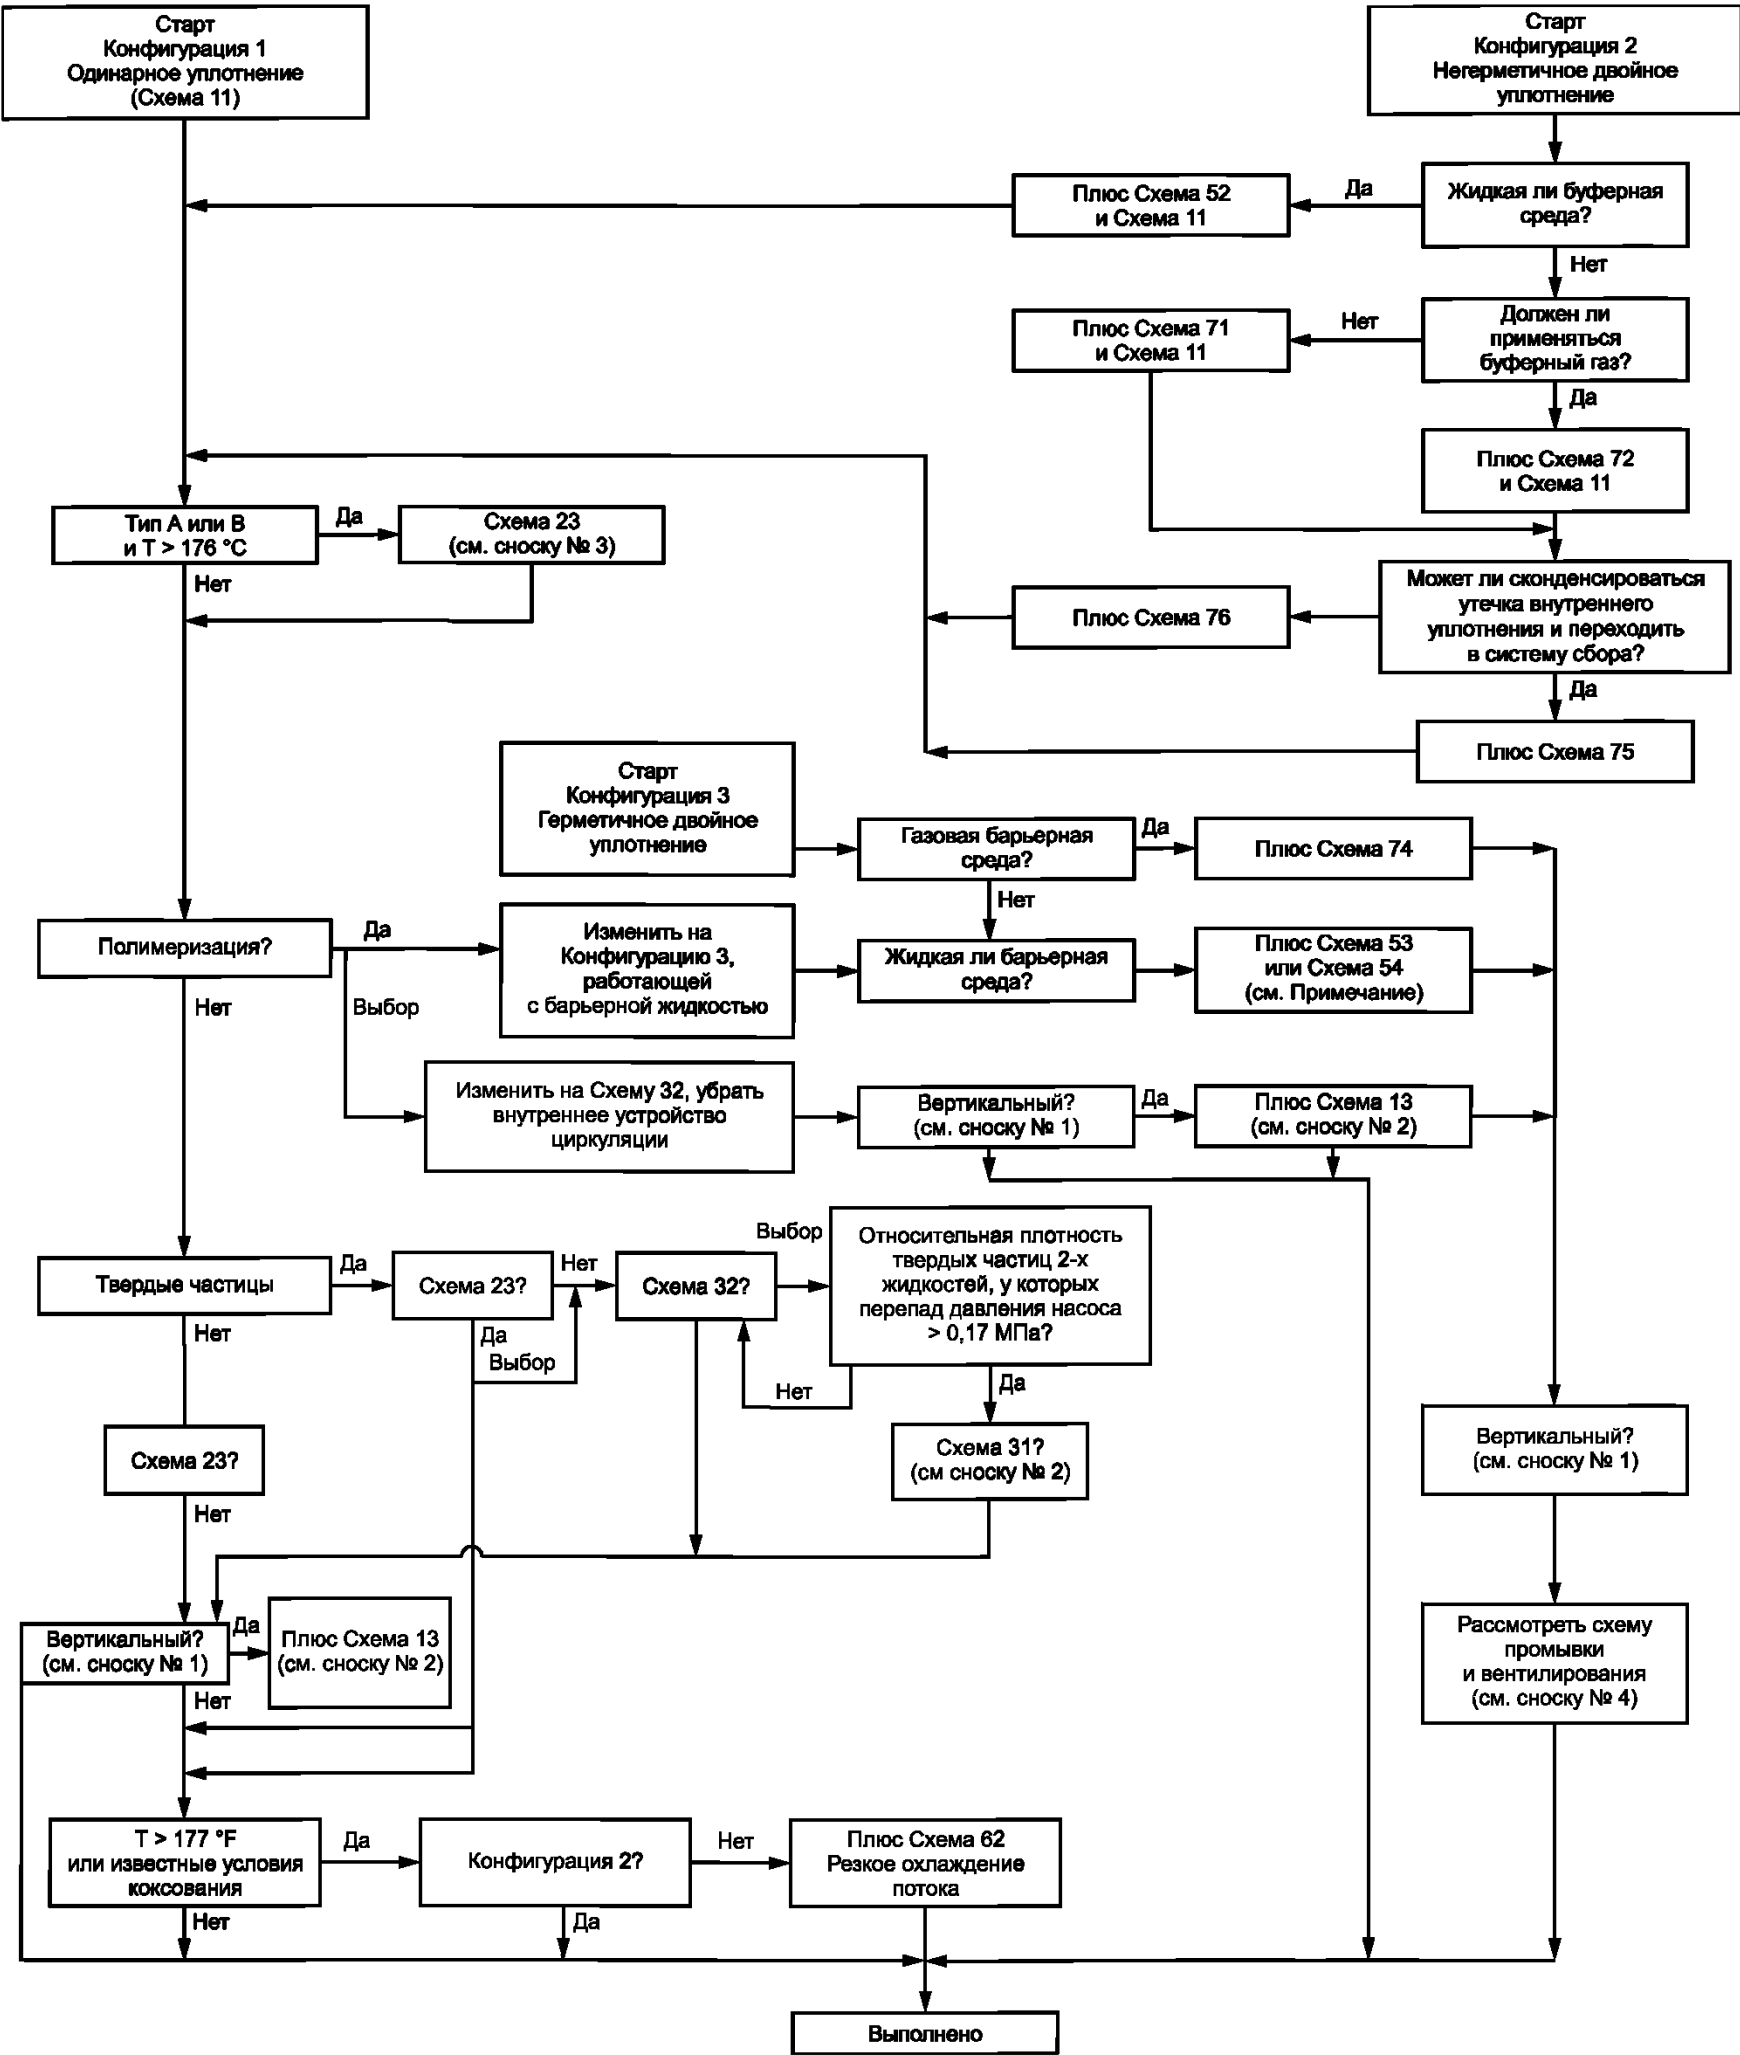 Старт
Конфигурация 1
Одинарное уплотнение
(Схема 11)
Старт
Конфигурация 2
Негерметичное двойное
уплотнение
Плюс Схема 52
и Схема 11
Да
Жидкая ли буферная
среда?
Нет
Плюс Схема 71
и Схема 11
Нет
Должен ли
применяться
буферный газ?
Да
Плюс Схема 72
и Схема 11
Тип А или В
и Т > 176 °С
Да
Схема 23
(см. сноску № 3)
Нет
Может ли сконденсироваться
утечка внутреннего
уплотнения и переходить
в систему сбора?
Плюс Схема 76
Да
Плюс Схема 75
Старт
Конфигурация 3
Герметичное двойное
уплотнение
Газовая барьерная
среда?
Да
Плюс Схема 74
Нет
Полимеризация?
Да
Изменить на
Конфигурацию 3,
работающей
с барьерной жидкостью
Жидкая ли барьерная
среда?
Плюс Схема 53
или Схема 54
(см. Примечание)
Нет
Выбор
Изменить на Схему 32, убрать
внутреннее устройство
циркуляции
Вертикальный?
(см. сноску № 1)
Да
Плюс Схема 13
(см. сноску № 2)
Твердые частицы
Да
Схема 23?
Нет
Схема 32?
Выбор
Относительная плотность
твердых частиц 2-х
жидкостей, у которых
перепад давления насоса
> 0,17 МПа?
Нет
Да
Выбор
Нет
Да
Схема 23?
Схема 31?
(см сноску № 2)
Вертикальный?
(см. сноску № 1)
Нет
Вертикальный?
(см. сноску № 1)
Да
Плюс Схема 13
(см. сноску № 2)
Рассмотреть схему
промывки
и вентилирования
(см. сноску № 4)
Нет
Т > 177 °F
или известные условия
коксования
Да
Конфигурация 2?
Нет
Плюс Схема 62
Резкое охлаждение
потока
Нет
Да
Выполнено